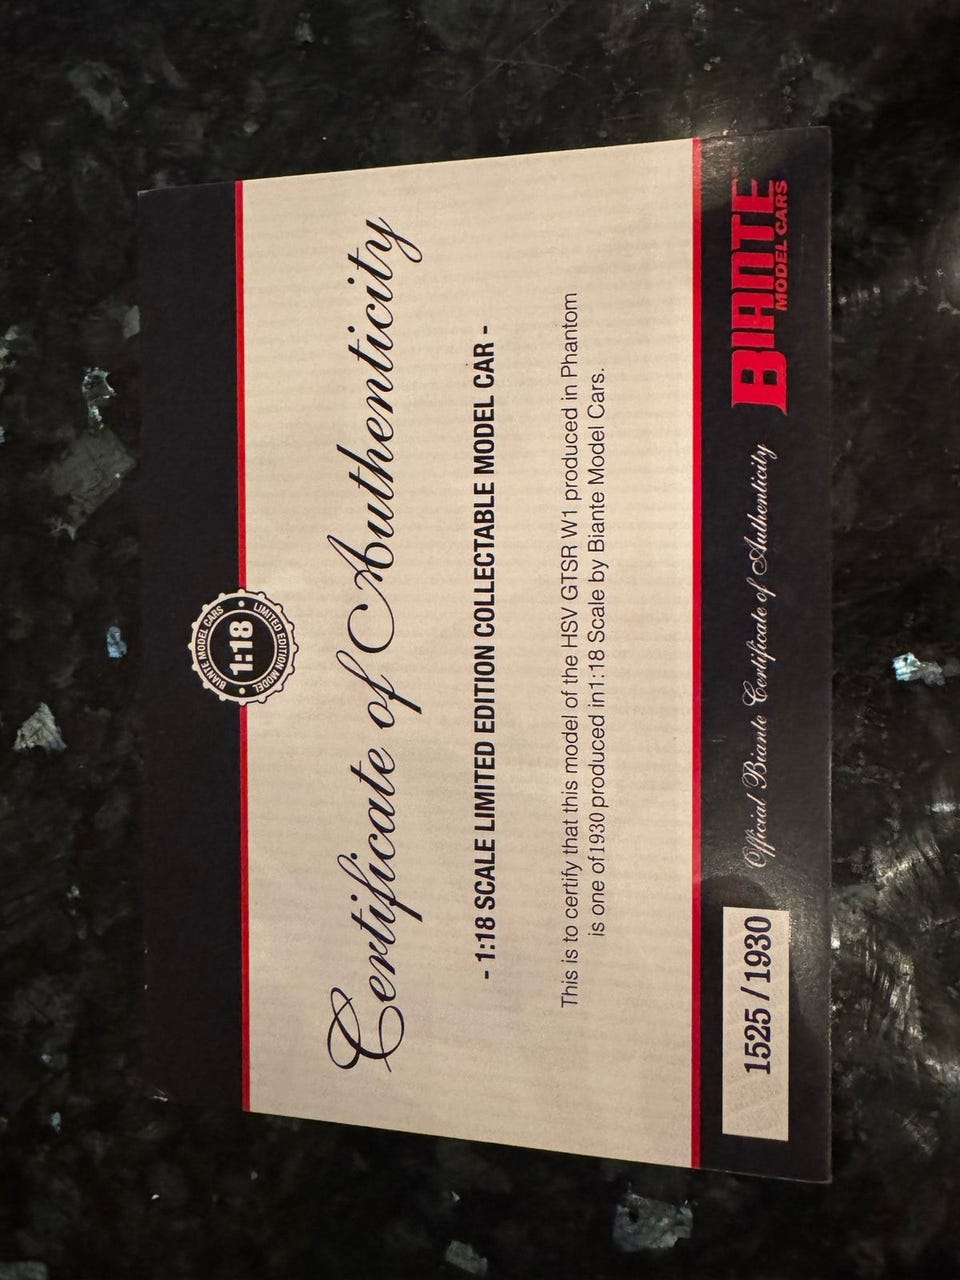 BIANTE MODEL CARS
1:18
LIMITED EDITION MODEL
Certificate of Authenticity
- 1:18 SCALE LIMITED EDITION COLLECTABLE MODEL CAR -
This is to certify that this model of the HSV GTSR W1 produced in Phantom
is one of 1930 produced in 1:18 Scale by Biante Model Cars.
1525 / 1930
Official Biante Certificate of Authenticity
BIANTE
MODEL CARS